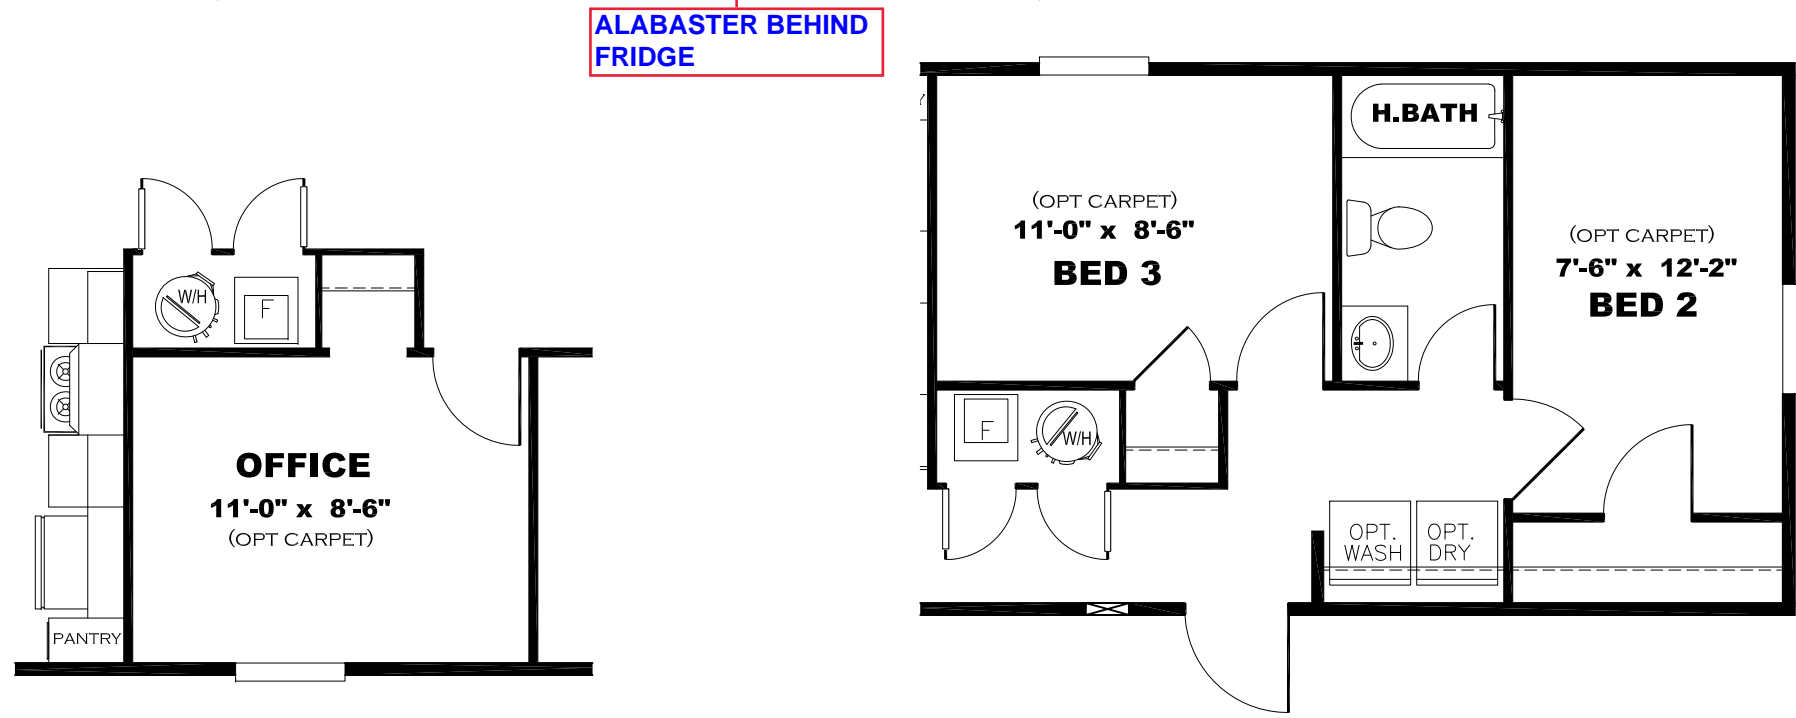 ALABASTER BEHIND
FRIDGE
W/H
F
OFFICE
11'-0" x 8'-6"
(OPT CARPET)
PANTRY
H.BATH
(OPT CARPET)
11'-0" x 8'-6"
BED 3
(OPT CARPET)
7'-6" x 12'-2"
BED 2
F
W/H
OPT.
WASH
OPT.
DRY